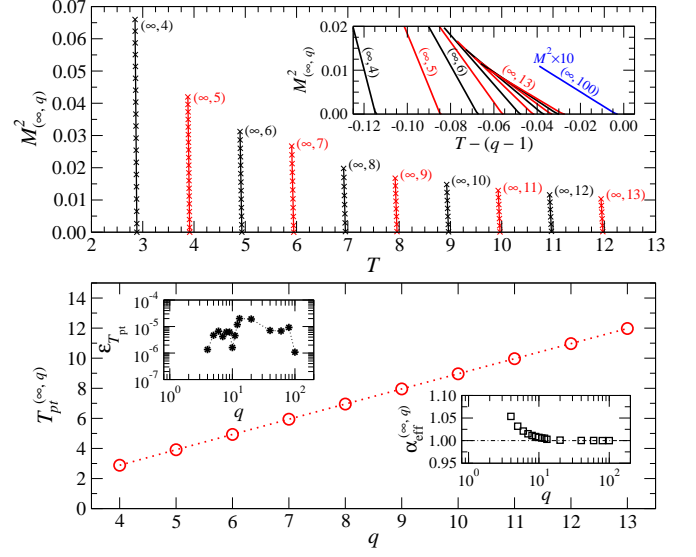 0.07
0.06
0.05
0.04
0.03
0.02
0.01
0.00
M²(∞, q)
(∞, 4)
(∞, 5)
(∞, 6)
(∞, 7)
(∞, 8)
(∞, 9)
(∞, 10)
(∞, 11)
(∞, 12)
(∞, 13)
2 3 4 5 6 7 8 9 10 11 12 13
T
0.02
0.01
0.00
M²(∞, q)
(∞, 4)
(∞, 5)
(∞, 6)
(∞, 13)
M²×10
(∞, 100)
-0.12 -0.10 -0.08 -0.06 -0.04 -0.02 0.00
T − (q − 1)
14
12
10
8
6
4
2
0
T_pt^(∞, q)
4 5 6 7 8 9 10 11 12 13
q
10⁻⁴
10⁻⁵
10⁻⁶
10⁻⁷
ε_T_pt
10⁰ 10¹ 10²
q
1.10
1.05
1.00
0.95
α_eff^(∞, q)
10⁰ 10¹ 10²
q